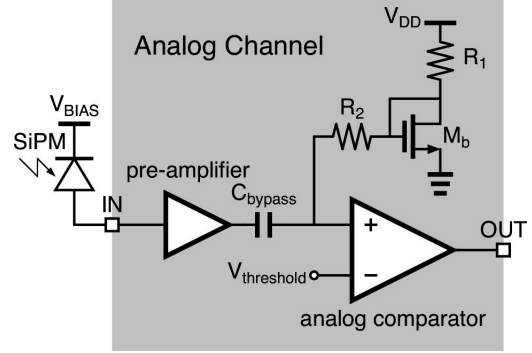 Analog Channel
V_DD
R_1
R_2
M_b
V_BIAS
SiPM
pre-amplifier
C_bypass
IN
+
OUT
V_threshold
−
analog comparator